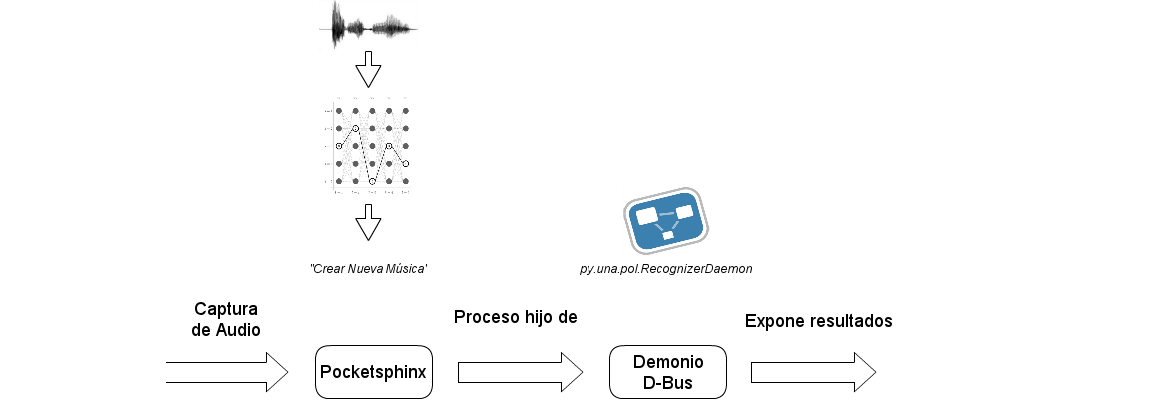 "Crear Nueva Música'
py.una.pol.RecognizerDaemon
Captura
de Audio
Proceso hijo de
Expone resultados
Pocketsphinx
Demonio
D-Bus